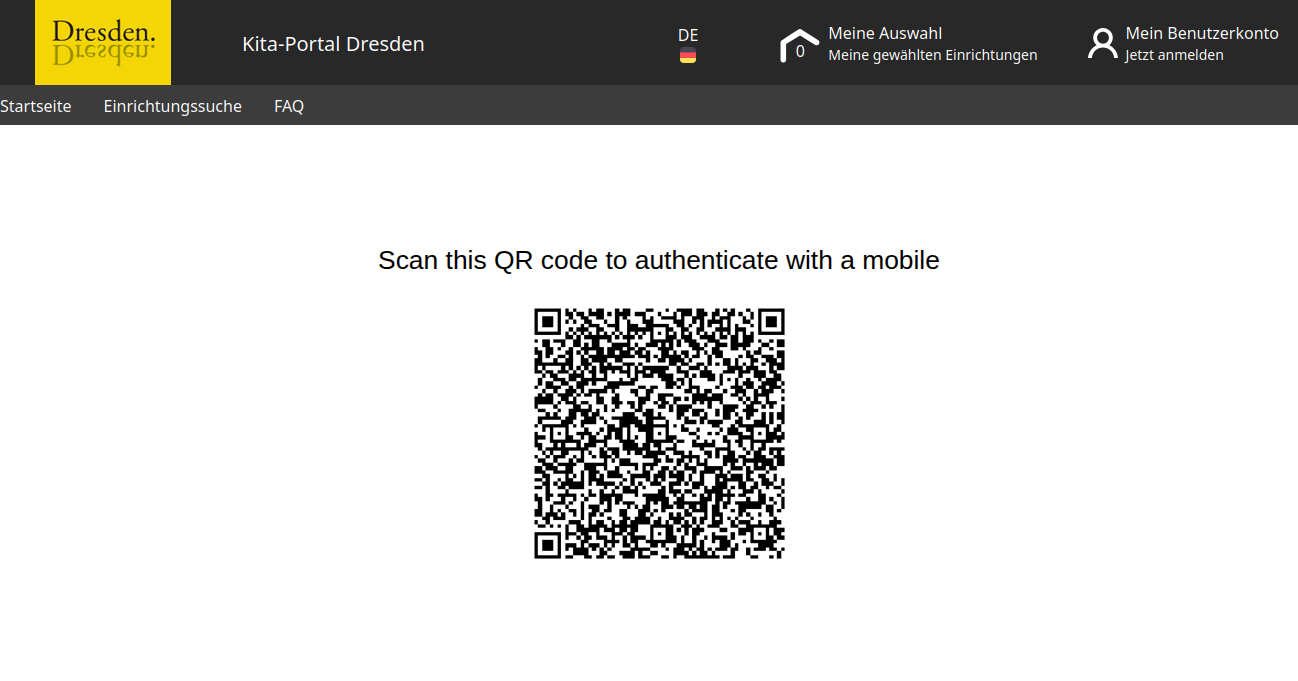 Dresden.
Dresden.
Kita-Portal Dresden
DE
0
Meine Auswahl
Meine gewählten Einrichtungen
Mein Benutzerkonto
Jetzt anmelden
Startseite Einrichtungssuche FAQ
Scan this QR code to authenticate with a mobile